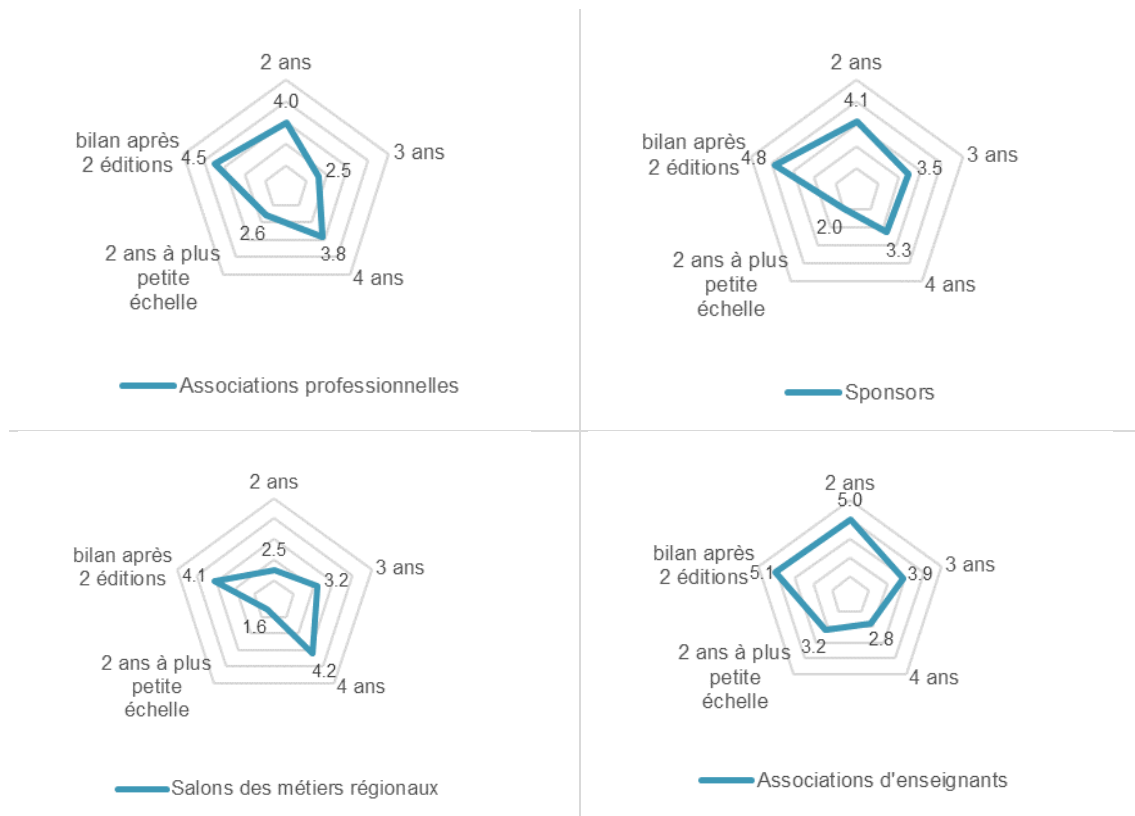 2 ans
4.0
bilan après
2 éditions
4.5
3 ans
2.5
2.6
3.8
2 ans à plus
petite
échelle
4 ans
Associations professionnelles
2 ans
4.1
bilan après
2 éditions
4.8
3 ans
3.5
2.0
3.3
2 ans à plus
petite
échelle
4 ans
Sponsors
2 ans
2.5
bilan après
2 éditions
4.1
3 ans
3.2
1.6
4.2
2 ans à plus
petite
échelle
4 ans
Salons des métiers régionaux
2 ans
5.0
bilan après
2 éditions
5.1
3 ans
3.9
3.2
2.8
2 ans à plus
petite
échelle
4 ans
Associations d'enseignants